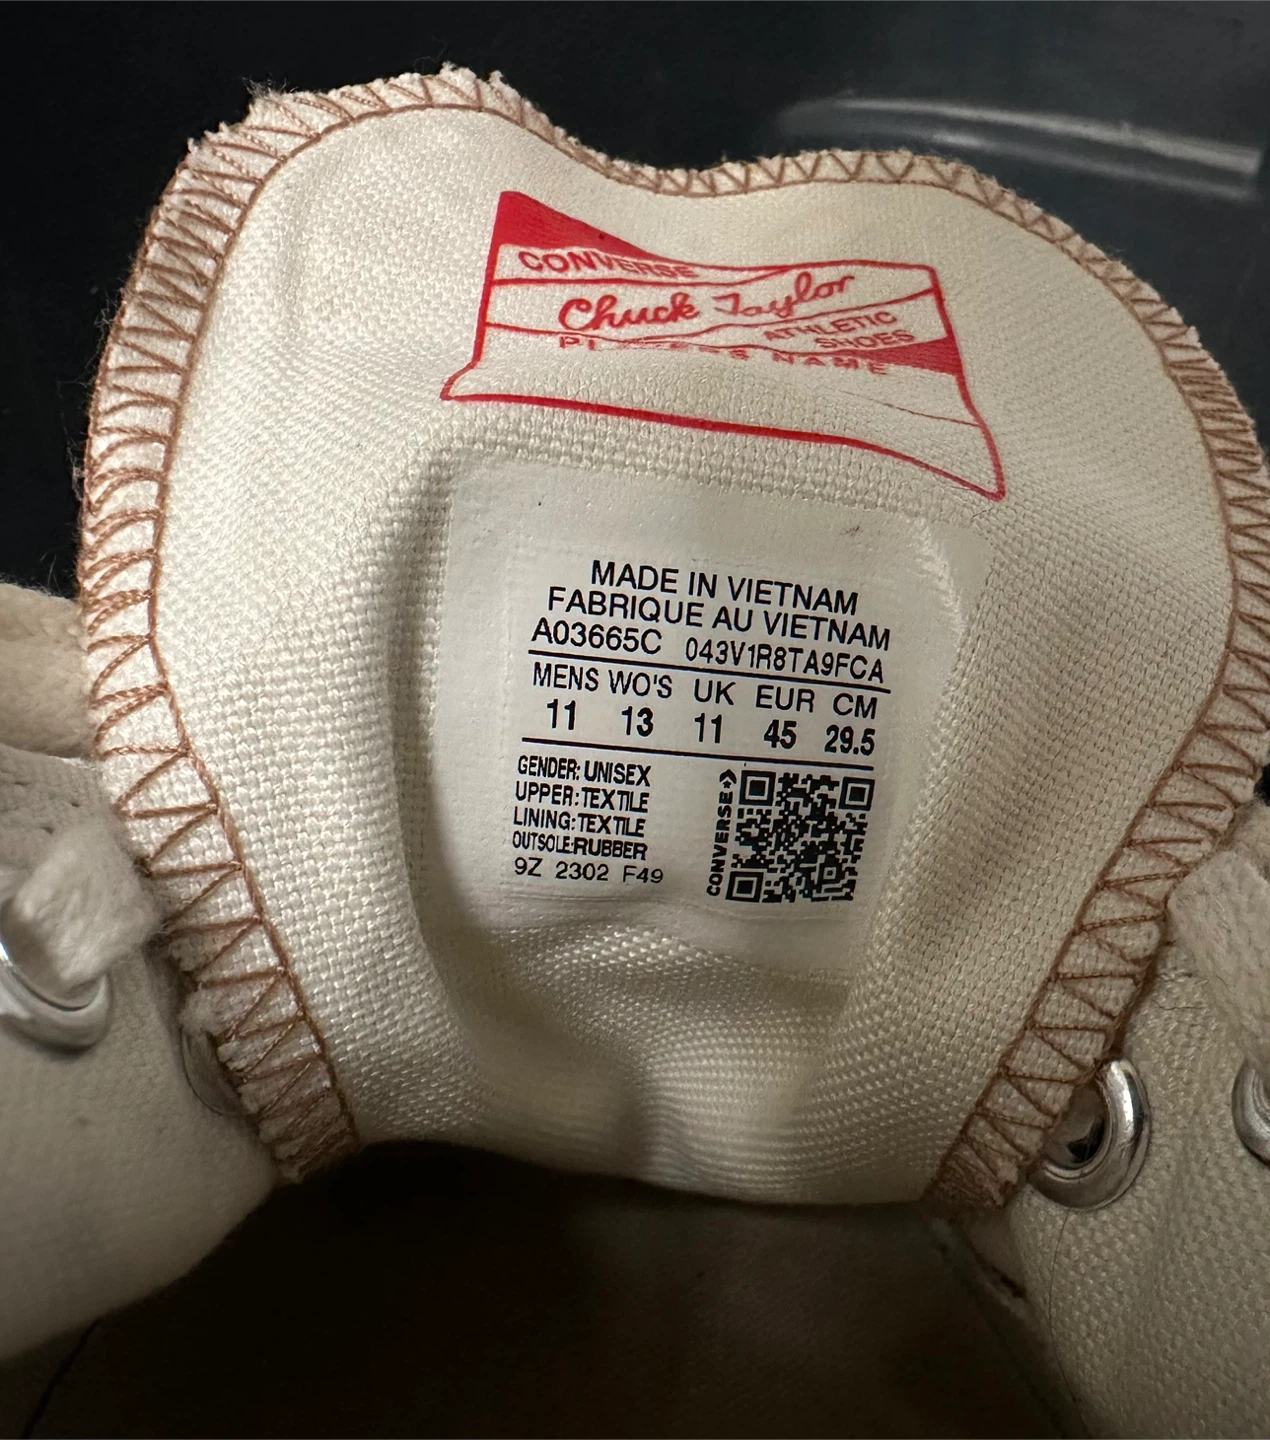 CONVERSE
Chuck Taylor
ATHLETIC
SHOES
PLAYERS NAME
MADE IN VIETNAM
FABRIQUE AU VIETNAM
A03665C 043V1R8TA9FCA
MENS WO'S UK EUR CM
11 13 11 45 29.5
GENDER: UNISEX
UPPER: TEXTILE
LINING: TEXTILE
OUTSOLE:RUBBER
9Z 2302 F49
CONVERSE